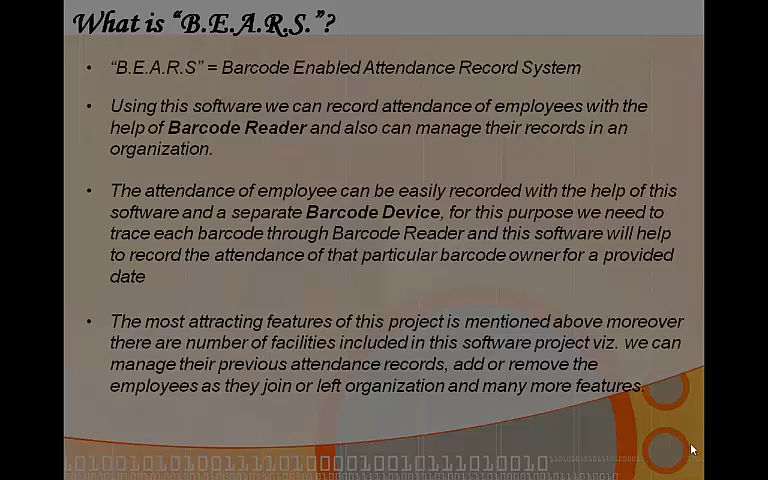 What is “B.E.A.R.S.”?
• “B.E.A.R.S” = Barcode Enabled Attendance Record System
• Using this software we can record attendance of employees with the
help of Barcode Reader and also can manage their records in an
organization.
• The attendance of employee can be easily recorded with the help of this
software and a separate Barcode Device, for this purpose we need to
trace each barcode through Barcode Reader and this software will help
to record the attendance of that particular barcode owner for a provided
date
• The most attracting features of this project is mentioned above moreover
there are number of facilities included in this software project viz. we can
manage their previous attendance records, add or remove the
employees as they join or left organization and many more features.